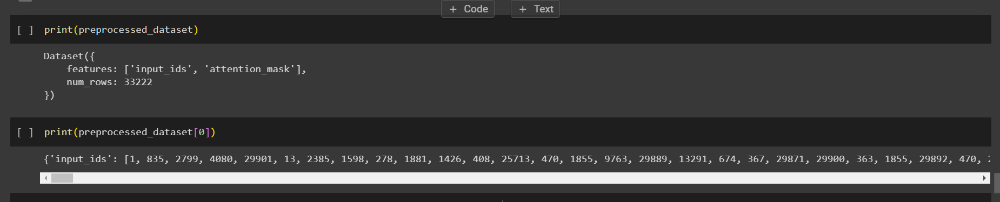 + Code + Text
[ ] print(preprocessed_dataset)
Dataset({
    features: ['input_ids', 'attention_mask'],
    num_rows: 33222
})
[ ] print(preprocessed_dataset[0])
{'input_ids': [1, 835, 2799, 4080, 29901, 13, 2385, 1598, 278, 1881, 1426, 408, 25713, 470, 1855, 9763, 29889, 13291, 674, 367, 29871, 29900, 363, 1855, 29892, 470,